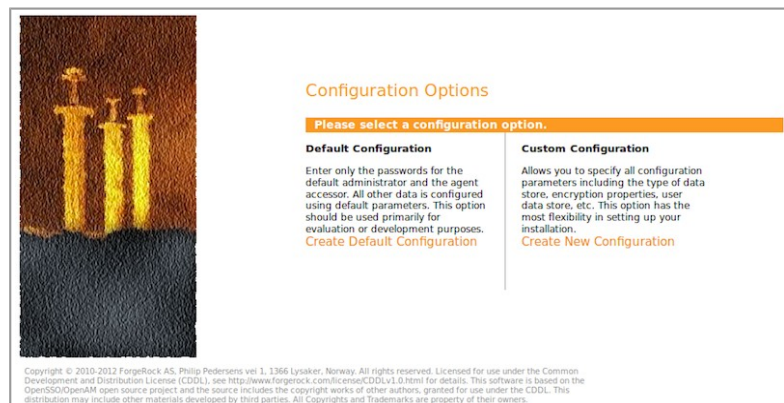 Configuration Options
Please select a configuration option.
Default Configuration
Enter only the passwords for the
default administrator and the agent
accessor. All other data is configured
using default parameters. This option
should be used primarily for
evaluation or development purposes.
Create Default Configuration
Custom Configuration
Allows you to specify all configuration
parameters including the type of data
store, encryption properties, user
data store, etc. This option has the
most flexibility in setting up your
installation.
Create New Configuration
Copyright © 2010-2012 ForgeRock AS, Philip Pedersens vei 1, 1366 Lysaker, Norway. All rights reserved. Licensed for use under the Common
Development and Distribution License (CDDL), see http://www.forgerock.com/license/CDDLv1.0.html for details. This software is based on the
OpenSSO/OpenAM open source project and the source includes the copyright works of other authors, granted for use under the CDDL. This
distribution may include other materials developed by third parties. All Copyrights and Trademarks are property of their owners.